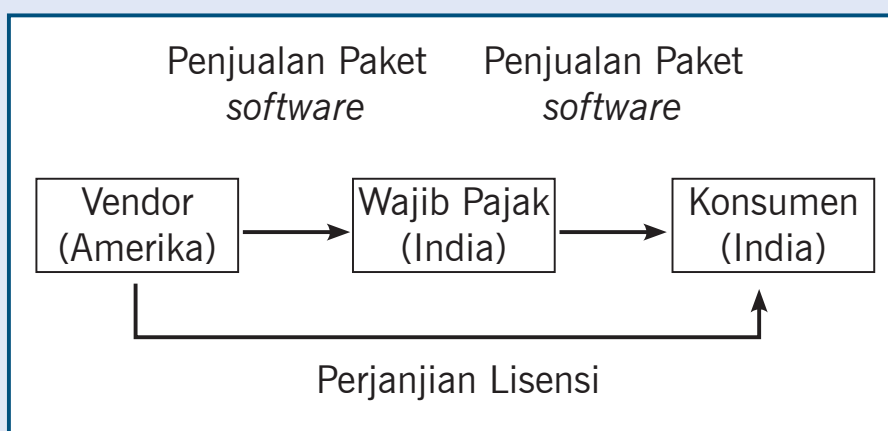 Penjualan Paket
software
Penjualan Paket
software
Vendor
(Amerika)
Wajib Pajak
(India)
Konsumen
(India)
Perjanjian Lisensi